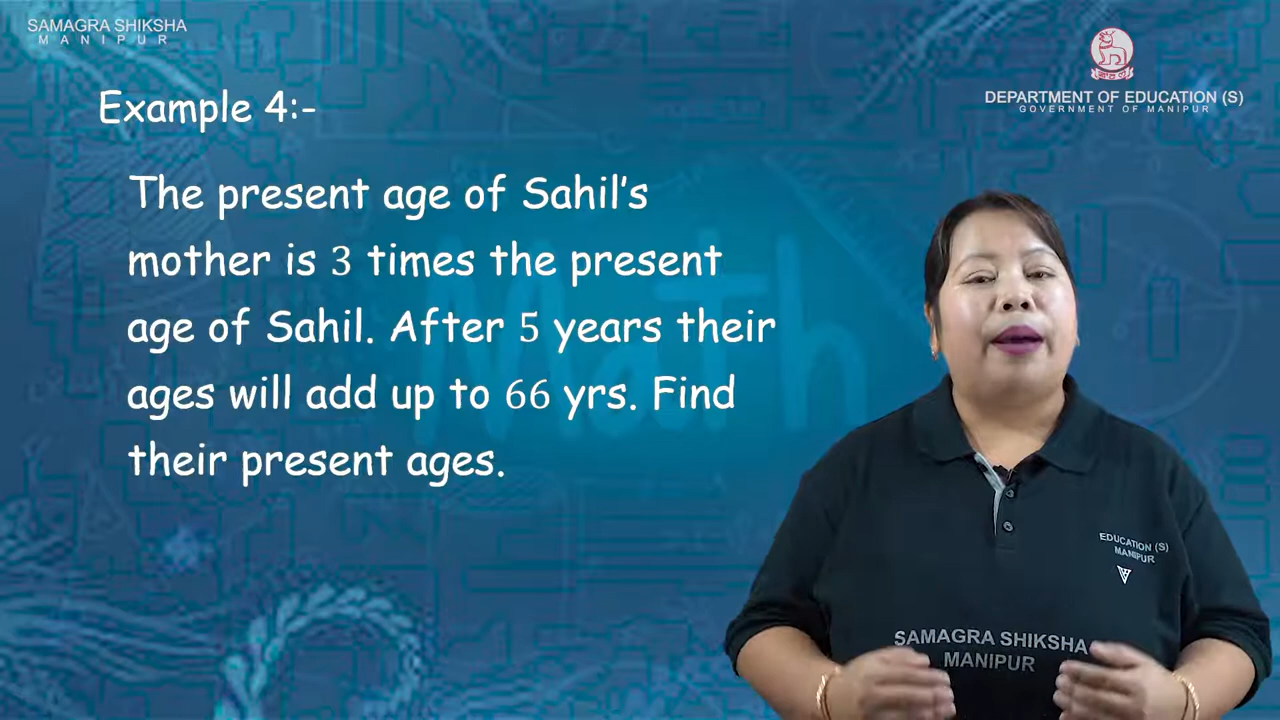 SAMAGRA SHIKSHA
MANIPUR
DEPARTMENT OF EDUCATION (S)
GOVERNMENT OF MANIPUR
Example 4:-
The present age of Sahil's
mother is 3 times the present
age of Sahil. After 5 years their
ages will add up to 66 yrs. Find
their present ages.
Math
EDUCATION (S)
MANIPUR
SAMAGRA SHIKSHA
MANIPUR